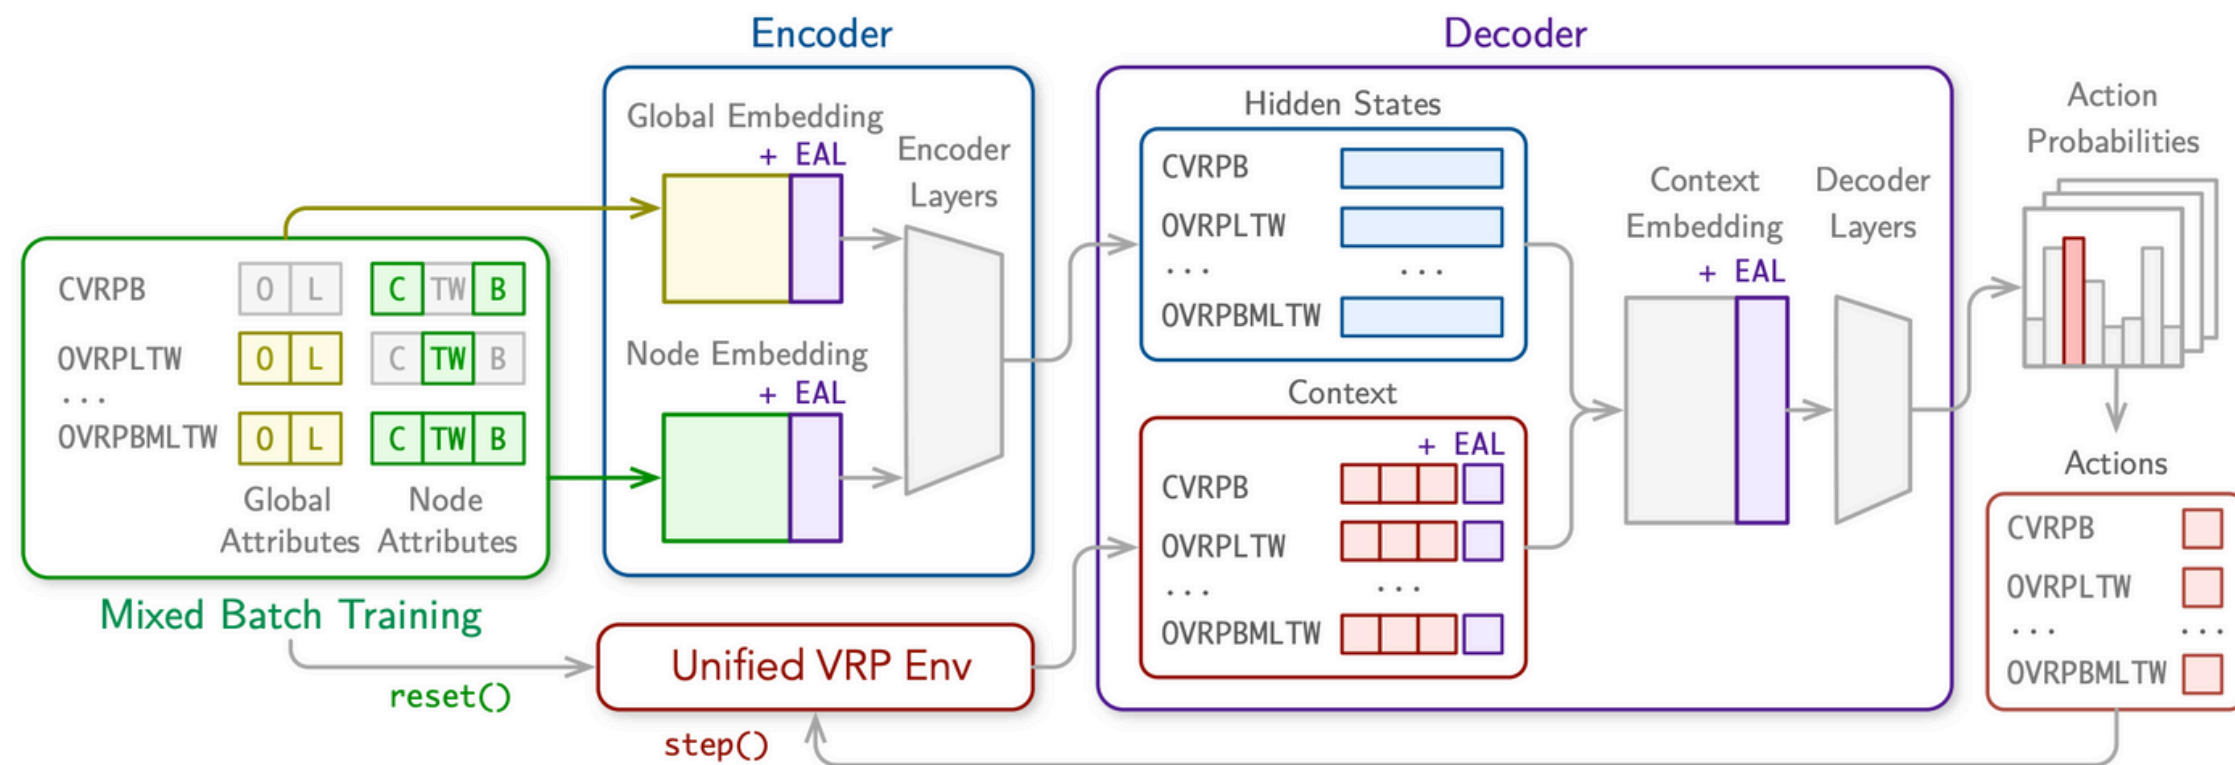 Encoder
Decoder
Global Embedding
+ EAL
Encoder
Layers
Node Embedding
+ EAL
CVRPB O L C TW B
OVRPLTW O L C TW B
...
OVRPBMLTW O L C TW B
Global
Attributes
Node
Attributes
Mixed Batch Training
reset()
Unified VRP Env
step()
Hidden States
CVRPB
OVRPLTW
... ...
OVRPBMLTW
Context
+ EAL
CVRPB
OVRPLTW
... ...
OVRPBMLTW
Context
Embedding
+ EAL
Decoder
Layers
Action
Probabilities
Actions
CVRPB
OVRPLTW
... ...
OVRPBMLTW